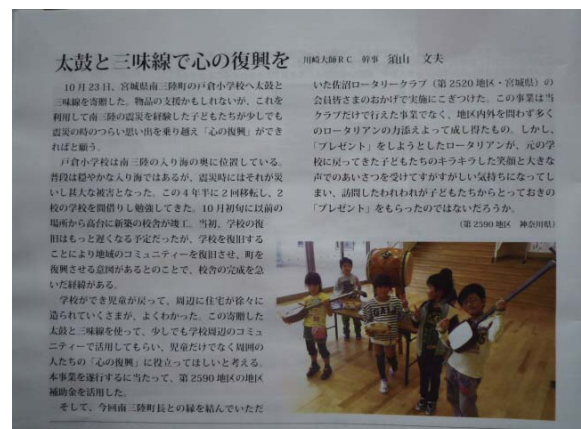 太鼓と三味線で心の復興を 川崎大師RC 幹事 須山 文夫
10月23日、宮城県南三陸町の戸倉小学校へ太鼓と
三味線を寄贈した。物品の支援かもしれないが、これを
利用して南三陸の震災を経験した子どもたちが少しでも
震災の時のつらい思い出を乗り越え「心の復興」ができ
ればと願う。
戸倉小学校は南三陸の入り海の奥に位置している。
普段は穏やかな入り海ではあるが、震災時にはそれが災
いし甚大な被害となった。この4年半に2回移転し、2
校の学校を間借りし勉強してきた。10月初旬に以前の
場所から高台に新築の校舎が竣工。当初、学校の復
旧はもっと遅くなる予定だったが、学校を復旧する
ことにより地域のコミュニティーを復旧させ、町を
復興させる意図があるとのことで、校舎の完成を急
いだ経緯がある。
学校ができ児童が戻って、周辺に住宅が徐々に
造られていくさまが、よくわかった。この寄贈した
太鼓と三味線を使って、少しでも学校周辺のコミュ
ニティーで活用してもらい、児童だけでなく周囲の
人たちの「心の復興」に役立ってほしいと考える。
本事業を遂行するに当たって、第2590地区の地区
補助金を活用した。
そして、今回南三陸町長との縁を結んでいただ
いた佐沼ロータリークラブ（第2520地区・宮城県）の
会員皆さまのおかげで実施にこぎつけた。この事業は当
クラブだけで行えた事業でなく、地区内外を問わず多く
のロータリアンの力添えよって成し得たもの。しかし、
「プレゼント」をしようとしたロータリアンが、元の学
校に戻ってきた子どもたちのキラキラした笑顔と大きな
声でのあいさつを受けてすがすがしい気持ちになってし
まい、訪問したわれわれが子どもたちからとっておきの
「プレゼント」をもらったのではないだろうか。
（第2590地区 神奈川県）